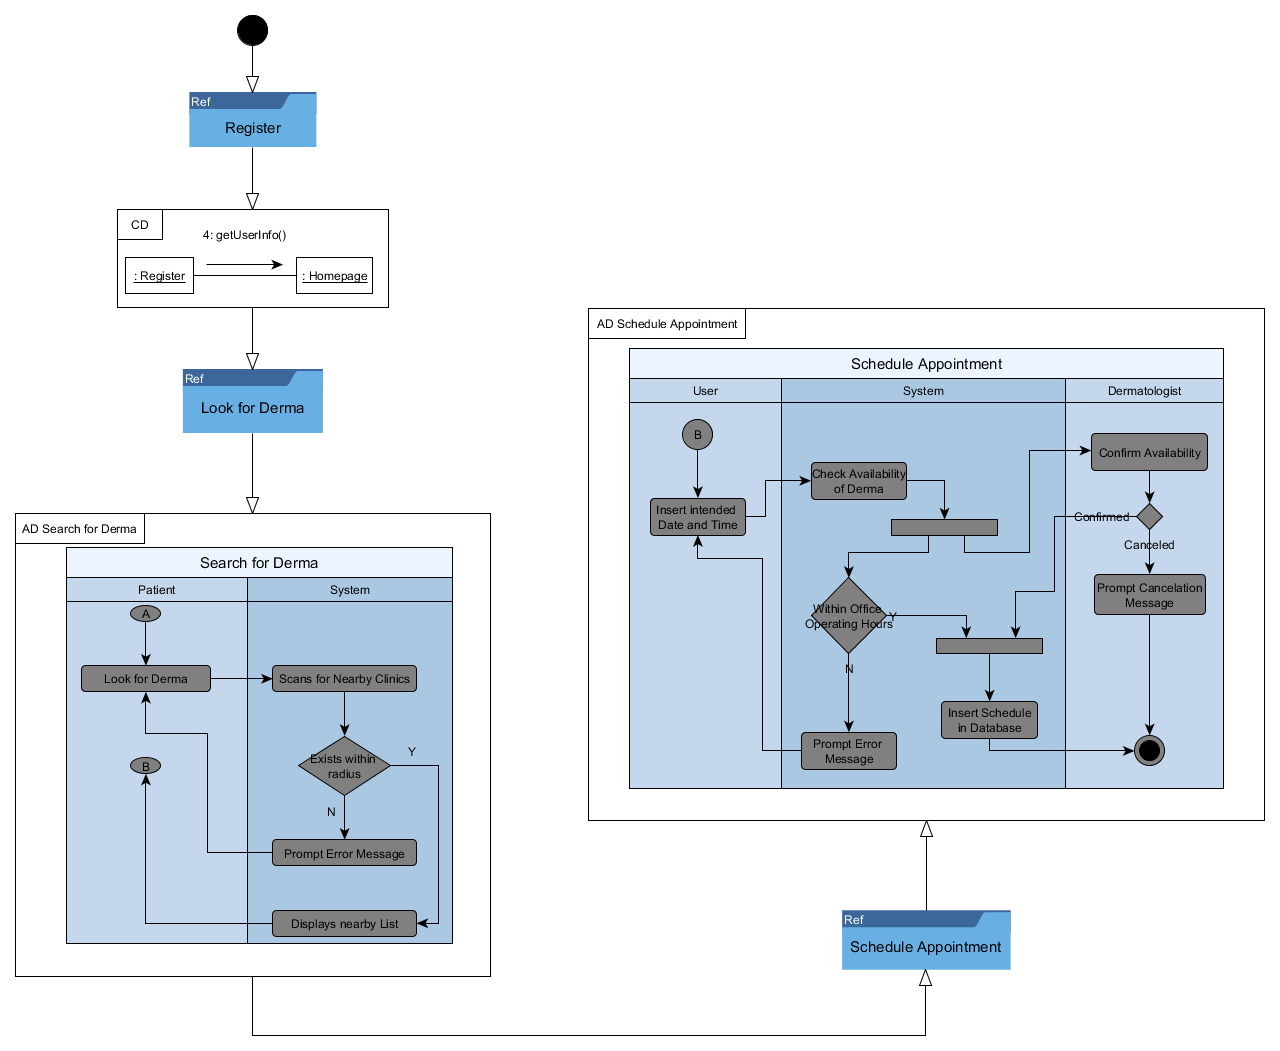 Ref
Register
CD
4: getUserInfo()
: Register
: Homepage
Ref
Look for Derma
AD Search for Derma
Search for Derma
Patient
System
A
Look for Derma
Scans for Nearby Clinics
Exists within
radius
Y
B
N
Prompt Error Message
Displays nearby List
AD Schedule Appointment
Schedule Appointment
User
System
Dermatologist
B
Insert intended
Date and Time
Check Availability
of Derma
Confirm Availability
Confirmed
Canceled
Within Office
Operating Hours
Y
N
Prompt Cancelation
Message
Insert Schedule
in Database
Prompt Error
Message
Ref
Schedule Appointment